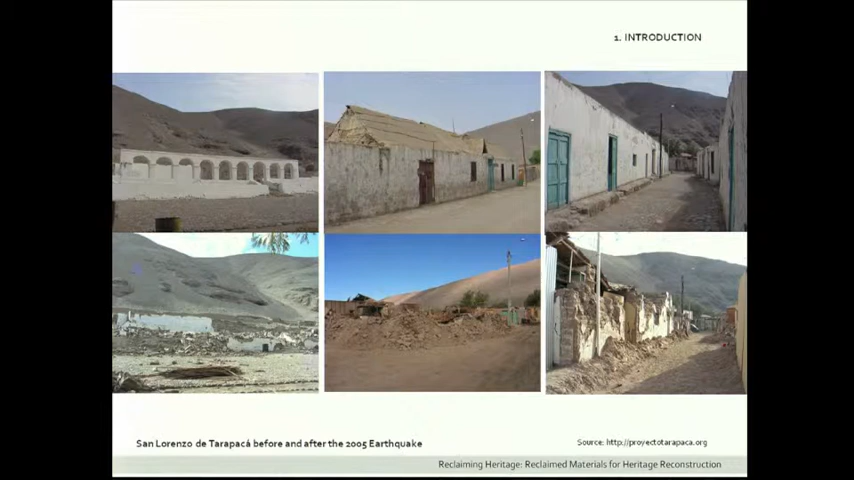 1. INTRODUCTION
San Lorenzo de Tarapacá before and after the 2005 Earthquake
Source: http://proyectotarapaca.org
Reclaiming Heritage: Reclaimed Materials for Heritage Reconstruction